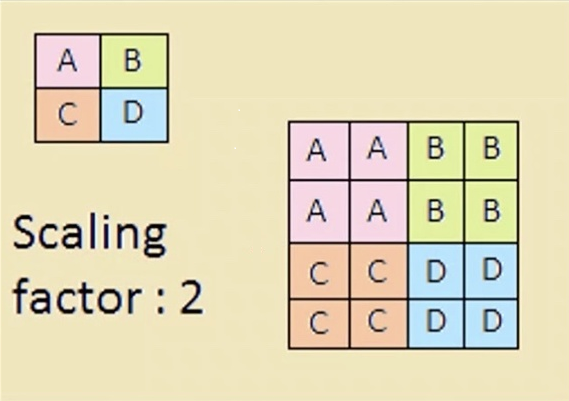 A B
C D
Scaling
factor : 2
A A B B
A A B B
C C D D
C C D D